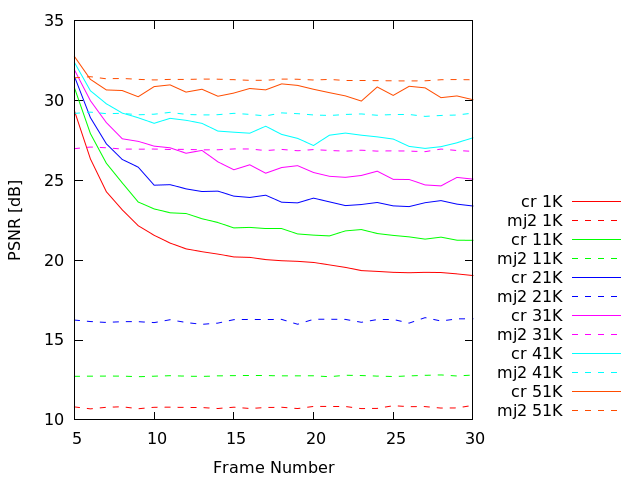 35
30
25
20
15
10
PSNR [dB]
5 10 15 20 25 30
Frame Number
cr 1K
mj2 1K
cr 11K
mj2 11K
cr 21K
mj2 21K
cr 31K
mj2 31K
cr 41K
mj2 41K
cr 51K
mj2 51K